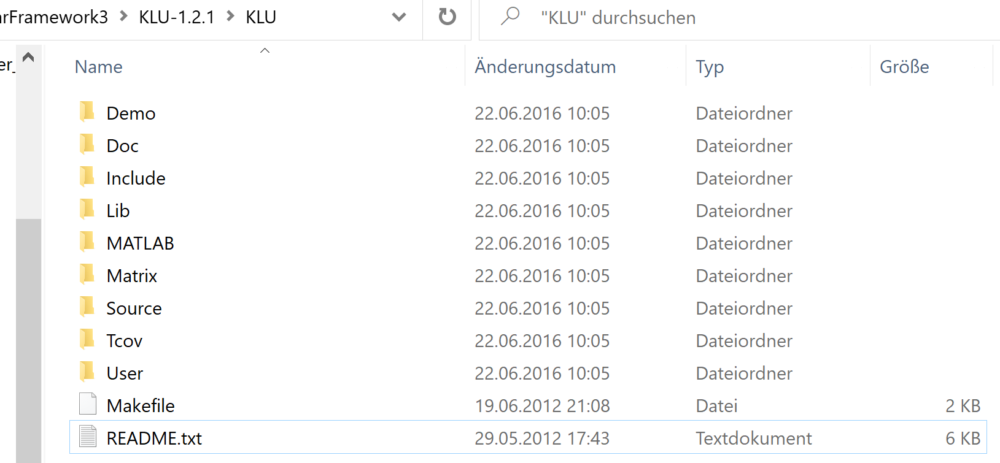 arFramework3 > KLU-1.2.1 > KLU "KLU" durchsuchen
er_
Name Änderungsdatum Typ Größe
Demo 22.06.2016 10:05 Dateiordner
Doc 22.06.2016 10:05 Dateiordner
Include 22.06.2016 10:05 Dateiordner
Lib 22.06.2016 10:05 Dateiordner
MATLAB 22.06.2016 10:05 Dateiordner
Matrix 22.06.2016 10:05 Dateiordner
Source 22.06.2016 10:05 Dateiordner
Tcov 22.06.2016 10:05 Dateiordner
User 22.06.2016 10:05 Dateiordner
Makefile 19.06.2012 21:08 Datei 2 KB
README.txt 29.05.2012 17:43 Textdokument 6 KB